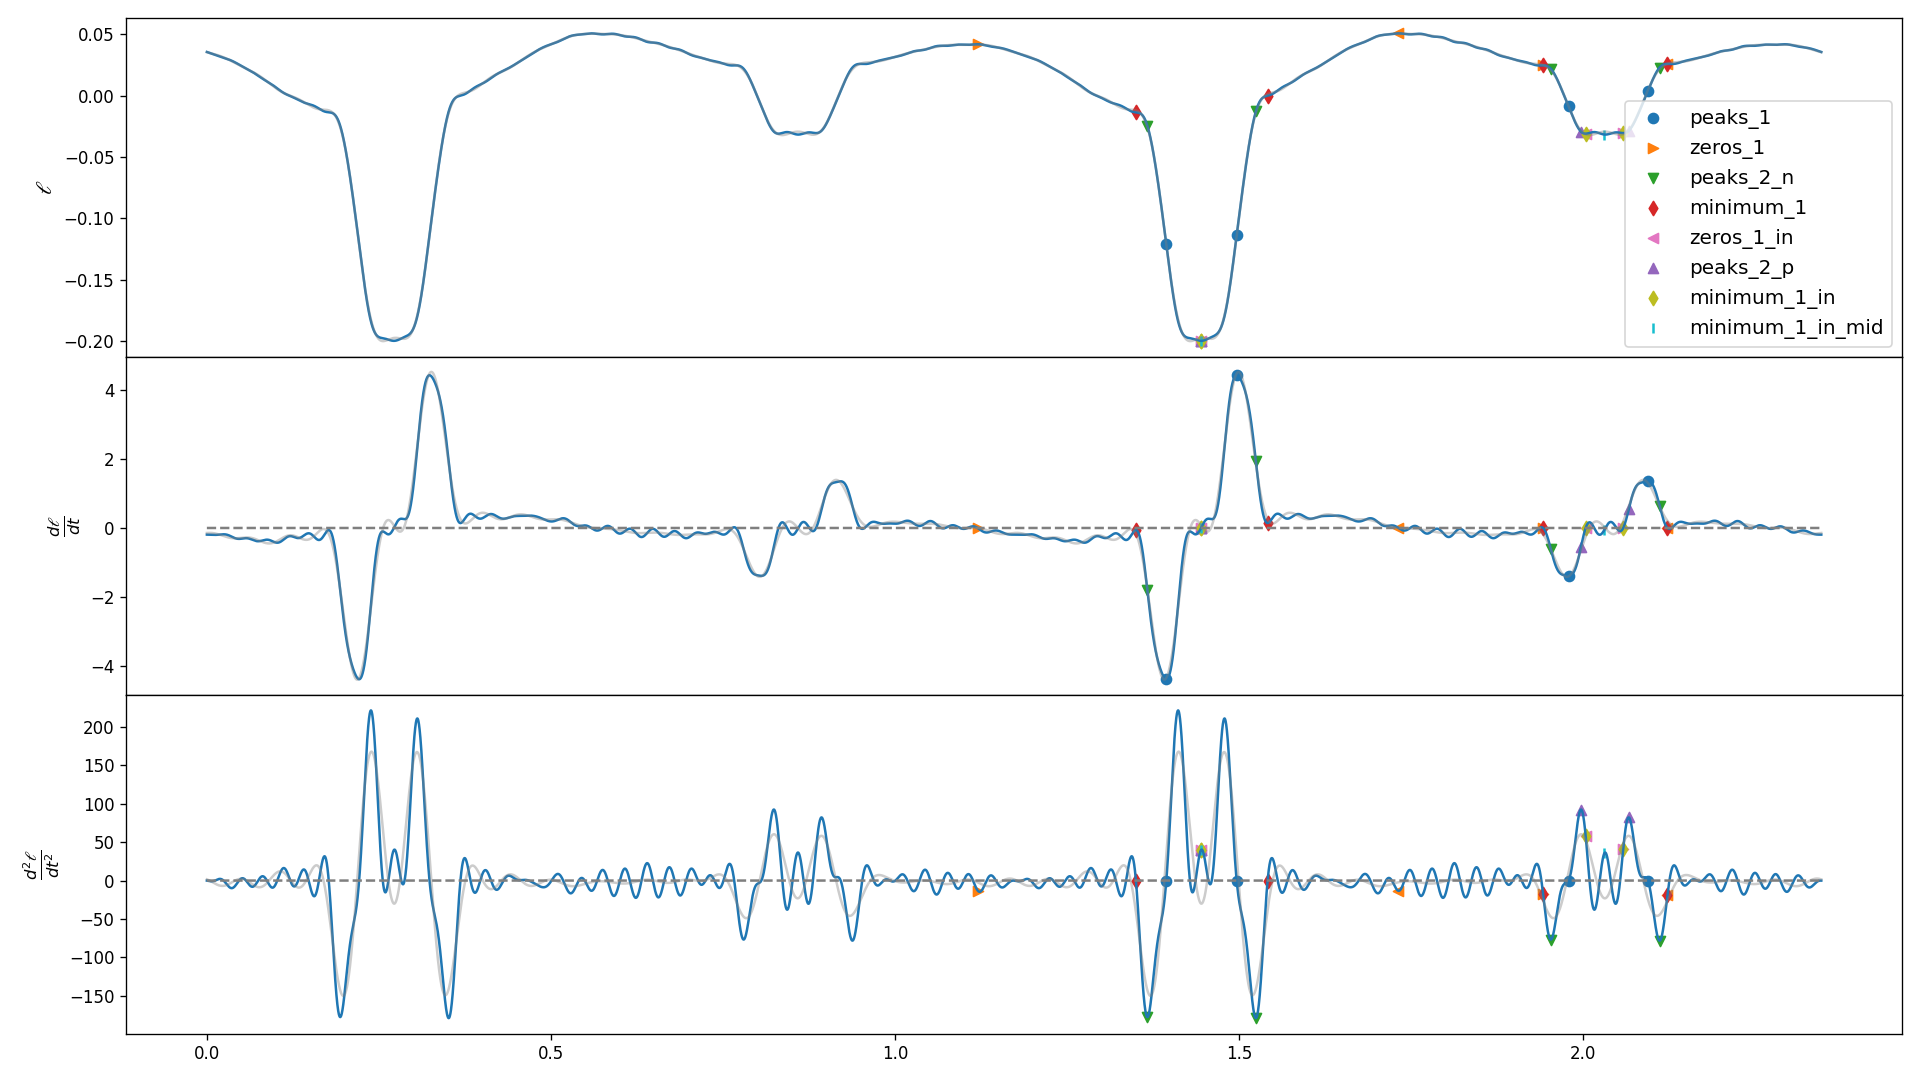 0.05
0.00
−0.05
−0.10
−0.15
−0.20
ℓ
peaks_1
zeros_1
peaks_2_n
minimum_1
zeros_1_in
peaks_2_p
minimum_1_in
minimum_1_in_mid
4
2
0
−2
−4
dℓ
dt
200
150
100
50
0
−50
−100
−150
d²ℓ
dt²
0.0 0.5 1.0 1.5 2.0